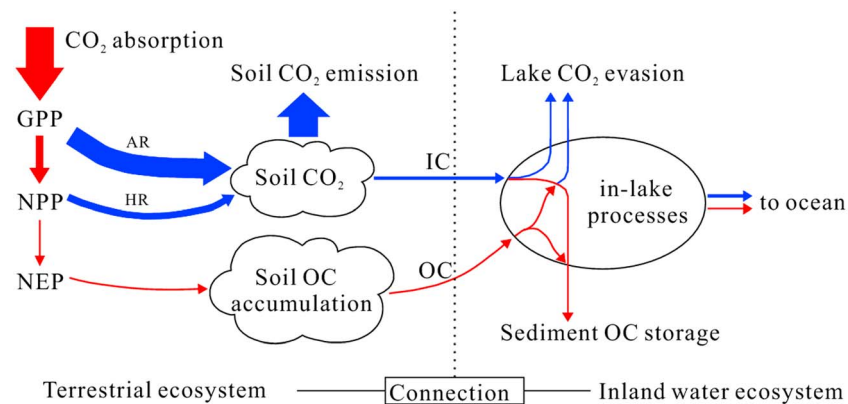 CO₂ absorption
Soil CO₂ emission
Lake CO₂ evasion
GPP
AR
Soil CO₂
IC
in-lake
processes
to ocean
NPP
HR
NEP
Soil OC
accumulation
OC
Sediment OC storage
Terrestrial ecosystem
Connection
Inland water ecosystem